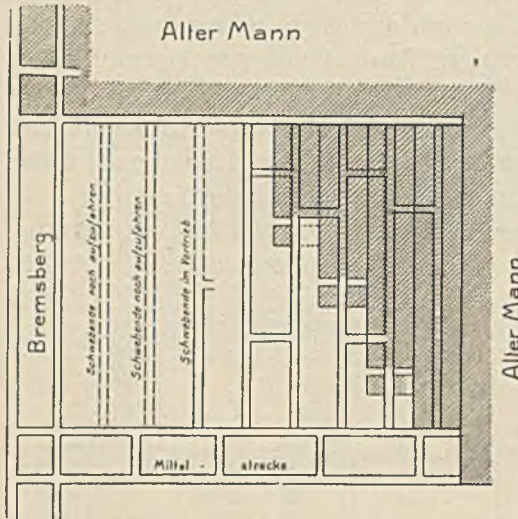 Alter Mann
Bremsberg
Schwebende noch aufzufahren
Schwebende noch aufzufahren
Schwebende im Vortrieb
Alter Mann
Mittel - strecke